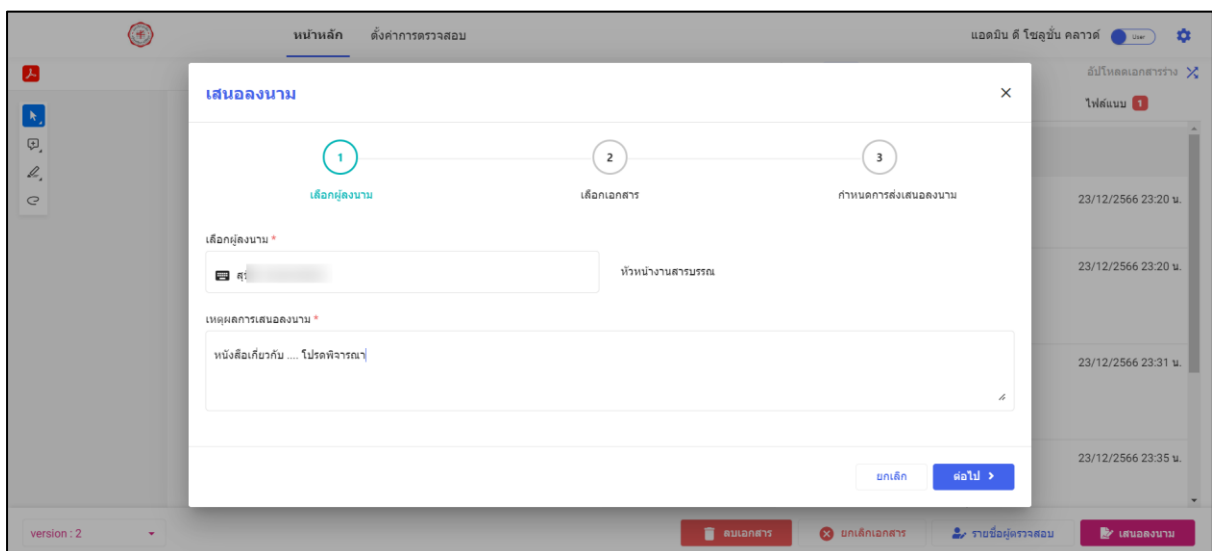 หน้าหลัก ตั้งค่าการตรวจสอบ แอดมิน ดี โซลูชั่น คลาวด์ User
อัปโหลดเอกสารร่าง
เสนอลงนาม
ไฟล์แนบ 1
1 2 3
เลือกผู้ลงนาม เลือกเอกสาร กำหนดการส่งเสนอลงนาม
23/12/2566 23:20 น.
เลือกผู้ลงนาม *
23/12/2566 23:20 น.
หัวหน้างานสารบรรณ
เหตุผลการเสนอลงนาม *
หนังสือเกี่ยวกับ .... โปรดพิจารณา
23/12/2566 23:31 น.
23/12/2566 23:35 น.
ยกเลิก ต่อไป
version : 2 ลบเอกสาร ยกเลิกเอกสาร รายชื่อผู้ตรวจสอบ เสนอลงนาม